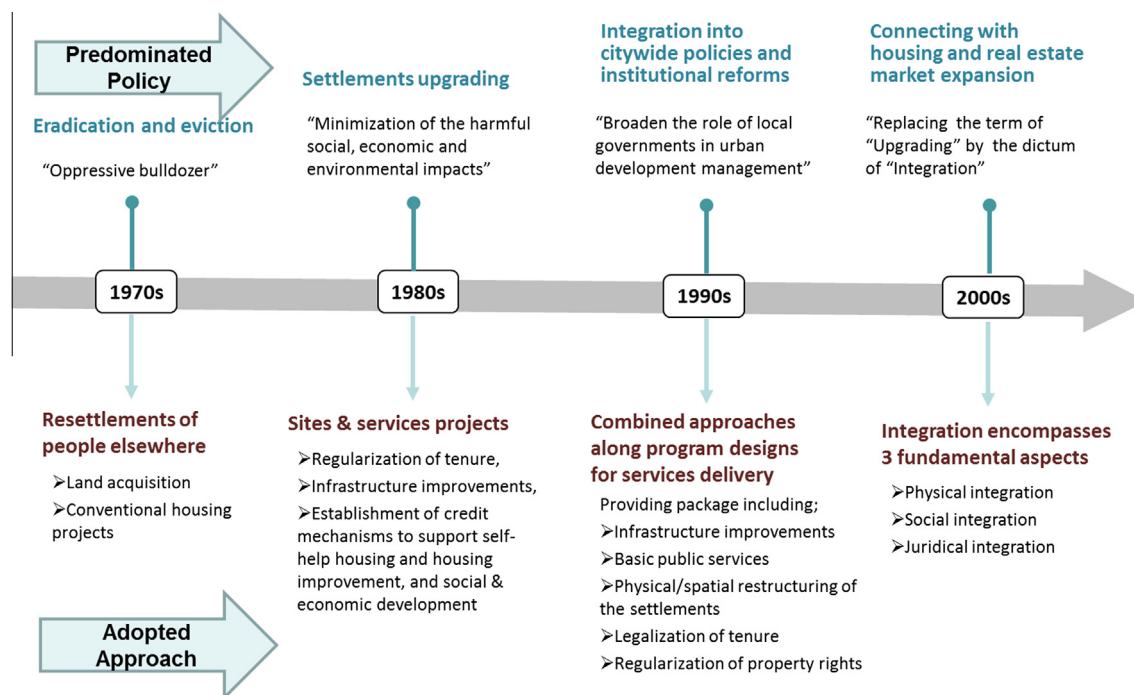 Predominated
Policy
Eradication and eviction
“Oppressive bulldozer”
Settlements upgrading
“Minimization of the harmful
social, economic and
environmental impacts”
Integration into
citywide policies and
institutional reforms
“Broaden the role of local
governments in urban
development management”
Connecting with
housing and real estate
market expansion
“Replacing the term of
“Upgrading” by the dictum
of “Integration”
1970s
1980s
1990s
2000s
Resettlements of
people elsewhere
➢Land acquisition
➢Conventional housing
projects
Sites & services projects
➢Regularization of tenure,
➢Infrastructure improvements,
➢Establishment of credit
mechanisms to support self-
help housing and housing
improvement, and social &
economic development
Combined approaches
along program designs
for services delivery
Providing package including;
➢Infrastructure improvements
➢Basic public services
➢Physical/spatial restructuring of
the settlements
➢Legalization of tenure
➢Regularization of property rights
Integration encompasses
3 fundamental aspects
➢Physical integration
➢Social integration
➢Juridical integration
Adopted
Approach